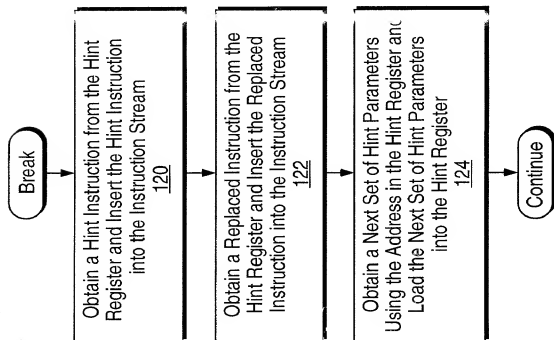 Break
Obtain a Hint Instruction from the Hint
Register and Insert the Hint Instruction
into the Instruction Stream
120
Obtain a Replaced Instruction from the
Hint Register and Insert the Replaced
Instruction into the Instruction Stream
122
Obtain a Next Set of Hint Parameters
Using the Address in the Hint Register and
Load the Next Set of Hint Parameters
into the Hint Register
124
Continue